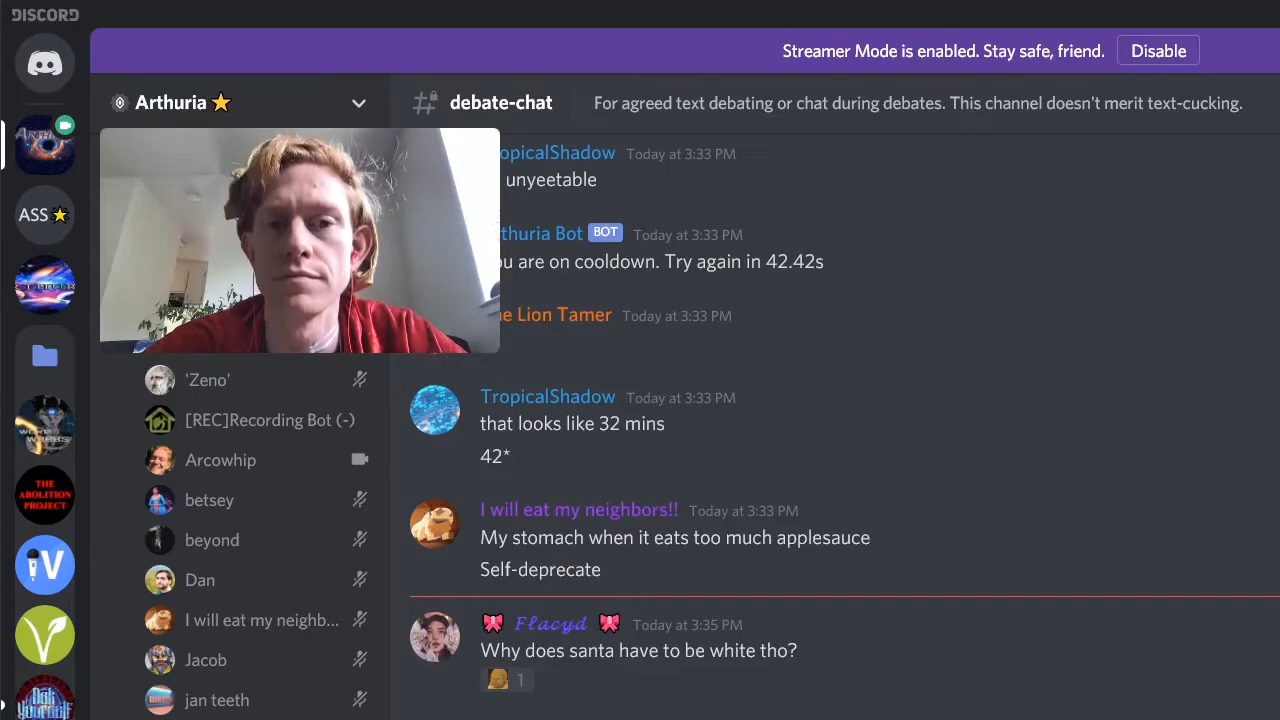 DISCORD
Streamer Mode is enabled. Stay safe, friend. Disable
Arthuria
debate-chat
For agreed text debating or chat during debates. This channel doesn't merit text-cucking.
opicalShadow Today at 3:33 PM
unyeetable
thuria Bot BOT Today at 3:33 PM
u are on cooldown. Try again in 42.42s
e Lion Tamer Today at 3:33 PM
ASS
'Zeno'
[REC]Recording Bot (-)
Arcowhip
betsey
beyond
Dan
I will eat my neighb...
Jacob
jan teeth
THE
ABOLITION
PROJECT
V
TropicalShadow Today at 3:33 PM
that looks like 32 mins
42*
I will eat my neighbors!! Today at 3:33 PM
My stomach when it eats too much applesauce
Self-deprecate
Flacyd Today at 3:35 PM
Why does santa have to be white tho?
1